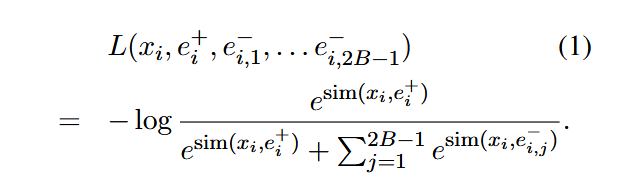 L(x_i, e_i^+, e_{i,1}^-, … e_{i,2B−1}^-) (1)
= −log \frac{e^{sim(x_i,e_i^+)}}{e^{sim(x_i,e_i^+)} + \sum_{j=1}^{2B−1} e^{sim(x_i,e_{i,j}^-)}}.